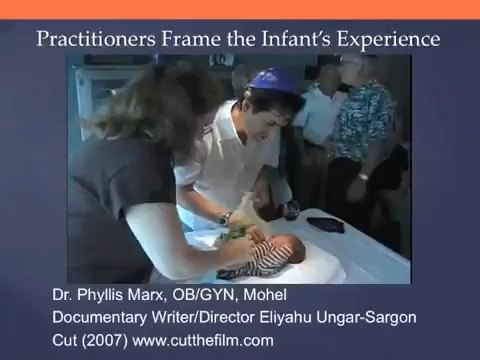 Practitioners Frame the Infant's Experience
Dr. Phyllis Marx, OB/GYN, Mohel
Documentary Writer/Director Eliyahu Ungar-Sargon
Cut (2007) www.cutthefilm.com